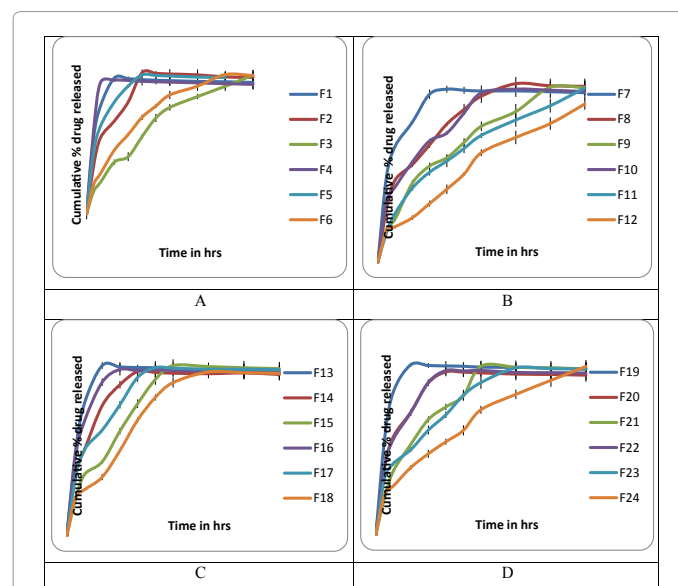 Cumulative % drug released
F1
F2
F3
F4
F5
F6
Time in hrs
A
Cumulative % drug released
F7
F8
F9
F10
F11
F12
Time in hrs
B
Cumulative % drug released
F13
F14
F15
F16
F17
F18
Time in hrs
C
Cumulative % drug released
F19
F20
F21
F22
F23
F24
Time in hrs
D